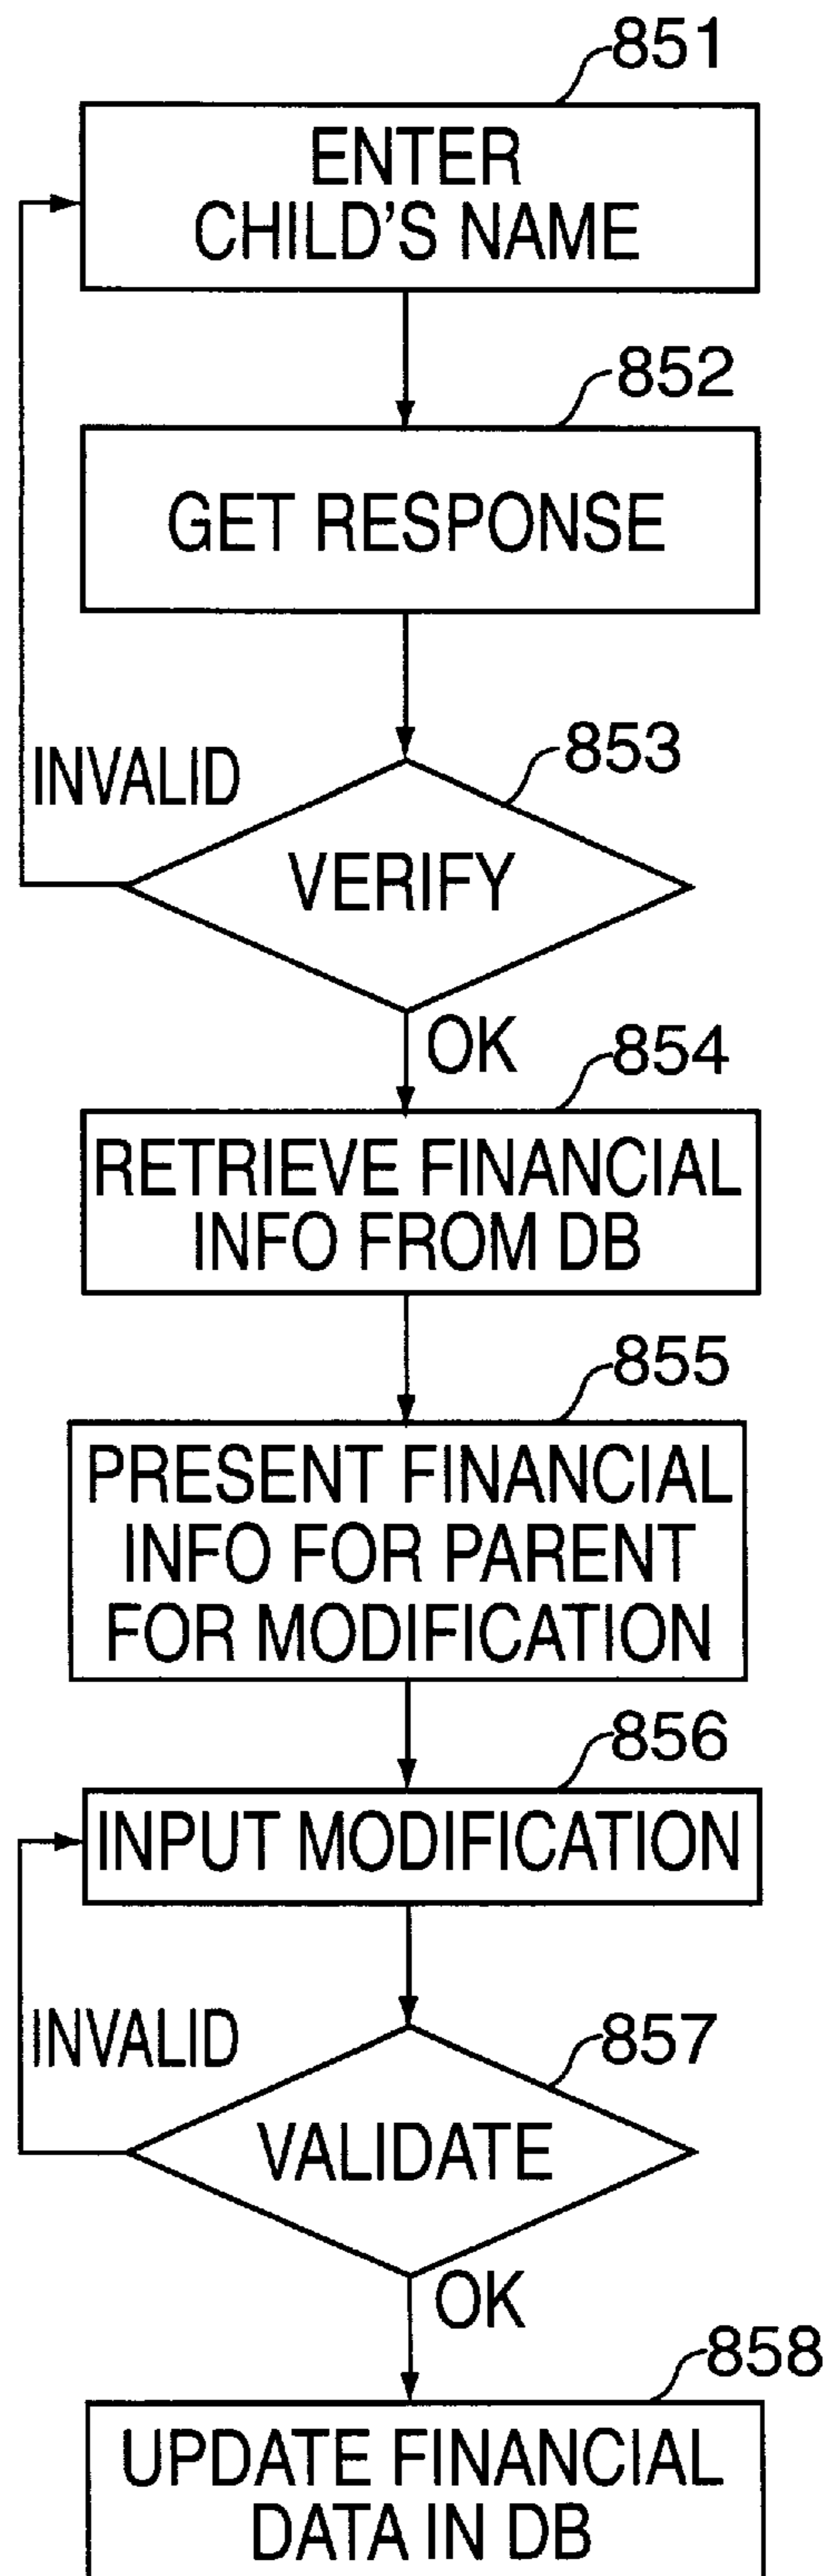 851
ENTER
CHILD'S NAME
852
GET RESPONSE
853
INVALID
VERIFY
OK
854
RETRIEVE FINANCIAL
INFO FROM DB
855
PRESENT FINANCIAL
INFO FOR PARENT
FOR MODIFICATION
856
INPUT MODIFICATION
INVALID
857
VALIDATE
OK
858
UPDATE FINANCIAL
DATA IN DB